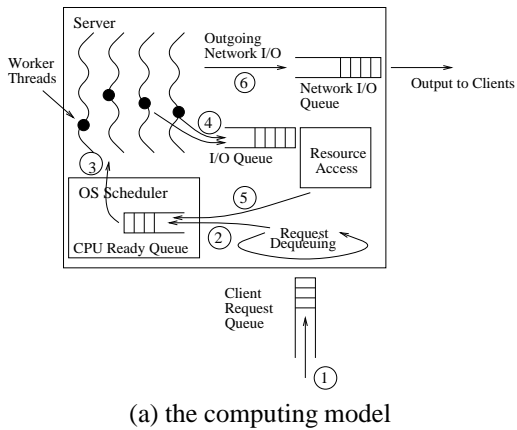 Server
Outgoing
Network I/O
Worker
Threads
6
Network I/O
Queue
Output to Clients
4
I/O Queue
Resource
Access
3
OS Scheduler
5
2
CPU Ready Queue
Request
Dequeuing
Client
Request
Queue
1
(a) the computing model